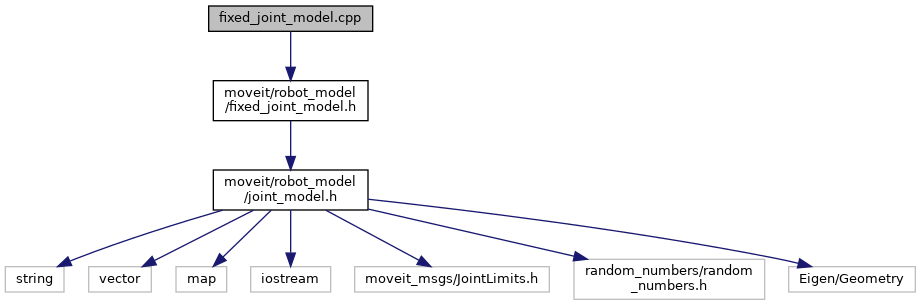 fixed_joint_model.cpp
moveit/robot_model
/fixed_joint_model.h
moveit/robot_model
/joint_model.h
string
vector
map
iostream
moveit_msgs/JointLimits.h
random_numbers/random
_numbers.h
Eigen/Geometry